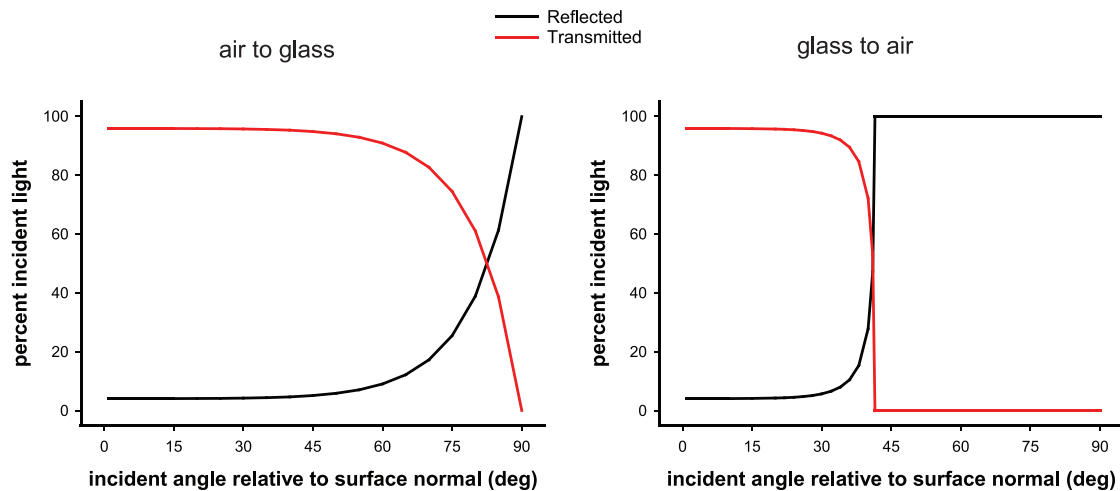 Reflected
Transmitted
air to glass
glass to air
percent incident light
100
80
60
40
20
0
0 15 30 45 60 75 90
incident angle relative to surface normal (deg)
percent incident light
100
80
60
40
20
0
0 15 30 45 60 75 90
incident angle relative to surface normal (deg)